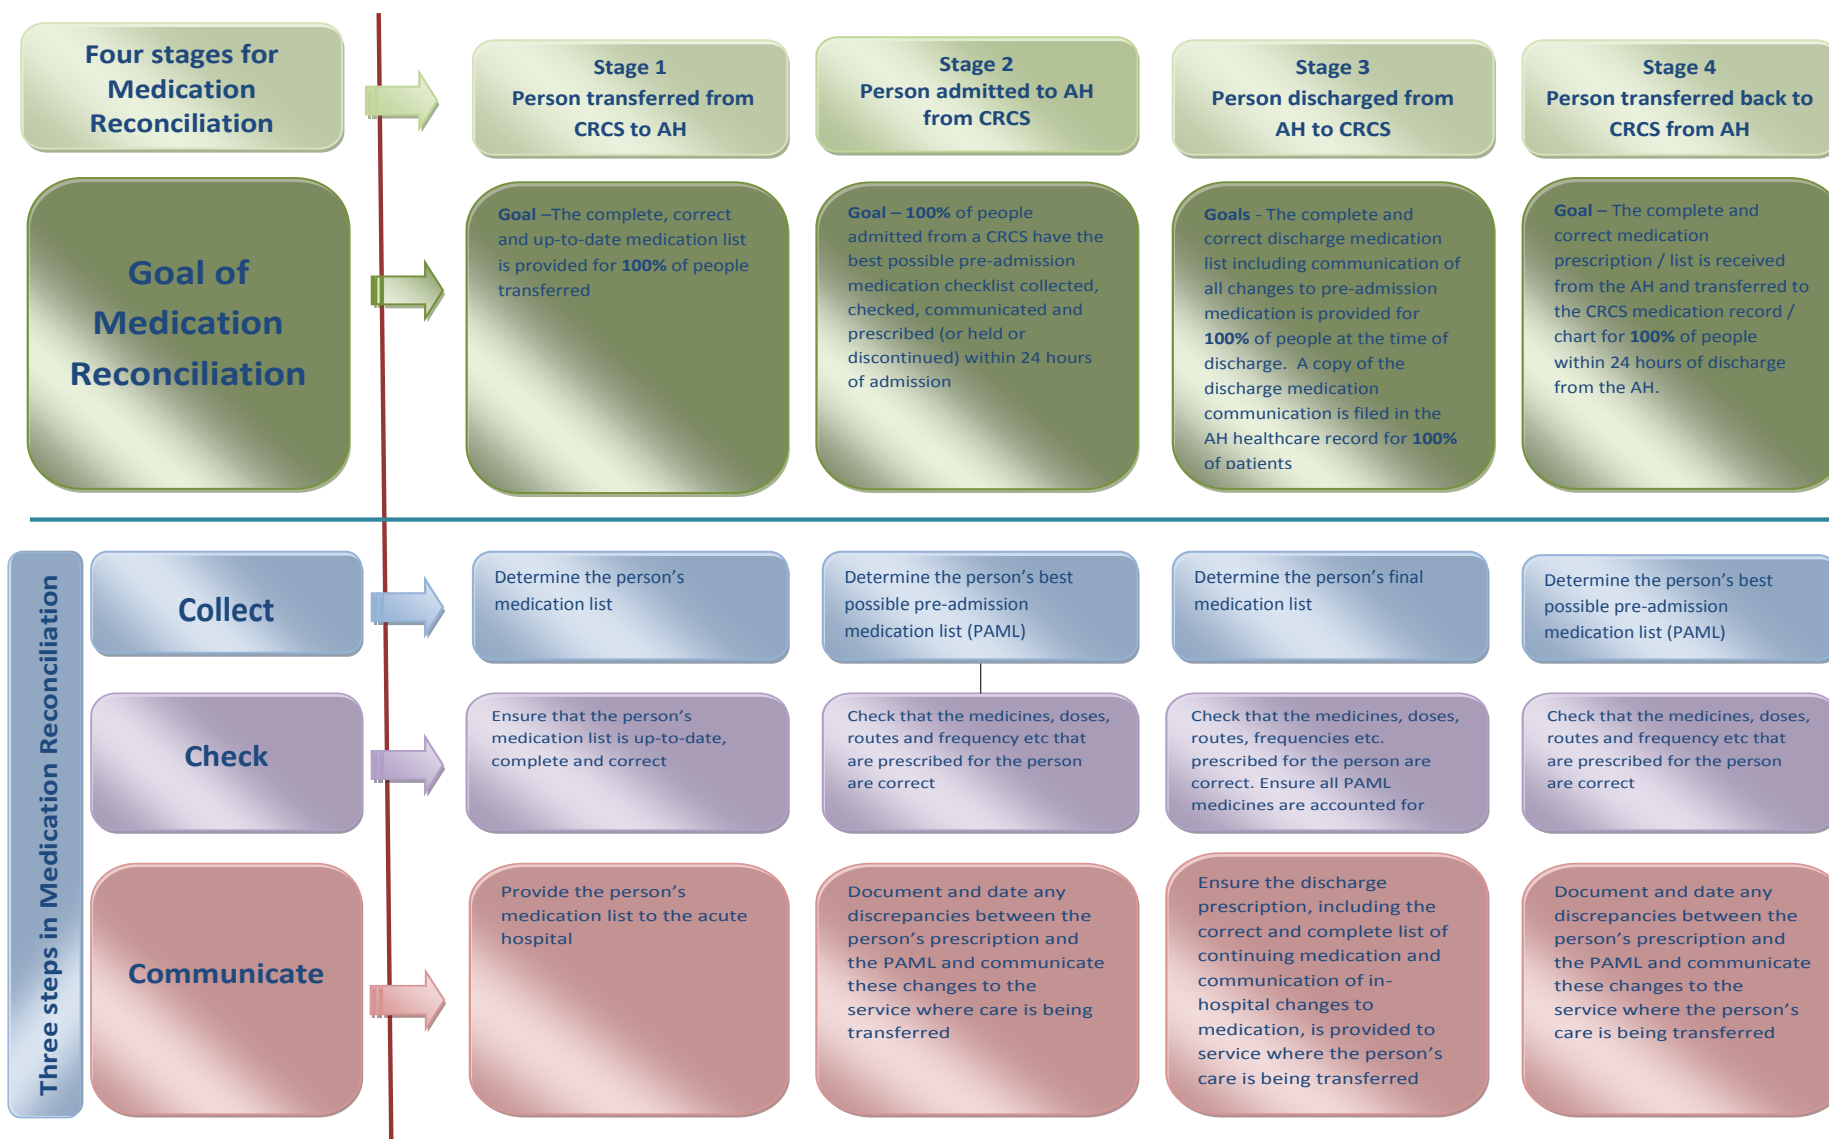 Four stages for
Medication
Reconciliation
Stage 1
Person transferred from
CRCS to AH
Stage 2
Person admitted to AH
from CRCS
Stage 3
Person discharged from
AH to CRCS
Stage 4
Person transferred back to
CRCS from AH
Goal of
Medication
Reconciliation
Goal –The complete, correct
and up-to-date medication list
is provided for 100% of people
transferred
Goal – 100% of people
admitted from a CRCS have the
best possible pre-admission
medication checklist collected,
checked, communicated and
prescribed (or held or
discontinued) within 24 hours
of admission
Goals - The complete and
correct discharge medication
list including communication of
all changes to pre-admission
medication is provided for
100% of people at the time of
discharge. A copy of the
discharge medication
communication is filed in the
AH healthcare record for 100%
of patients
Goal – The complete and
correct medication
prescription / list is received
from the AH and transferred to
the CRCS medication record /
chart for 100% of people
within 24 hours of discharge
from the AH.
Three steps in Medication Reconciliation
Collect
Determine the person’s
medication list
Determine the person’s best
possible pre-admission
medication list (PAML)
Determine the person’s final
medication list
Determine the person’s best
possible pre-admission
medication list (PAML)
Check
Ensure that the person’s
medication list is up-to-date,
complete and correct
Check that the medicines, doses,
routes and frequency etc that
are prescribed for the person
are correct
Check that the medicines, doses,
routes, frequencies etc.
prescribed for the person are
correct. Ensure all PAML
medicines are accounted for
Check that the medicines, doses,
routes and frequency etc that
are prescribed for the person
are correct
Communicate
Provide the person’s
medication list to the acute
hospital
Document and date any
discrepancies between the
person’s prescription and
the PAML and communicate
these changes to the
service where care is being
transferred
Ensure the discharge
prescription, including the
correct and complete list of
continuing medication and
communication of in-
hospital changes to
medication, is provided to
service where the person’s
care is being transferred
Document and date any
discrepancies between the
person’s prescription and
the PAML and communicate
these changes to the
service where the person’s
care is being transferred